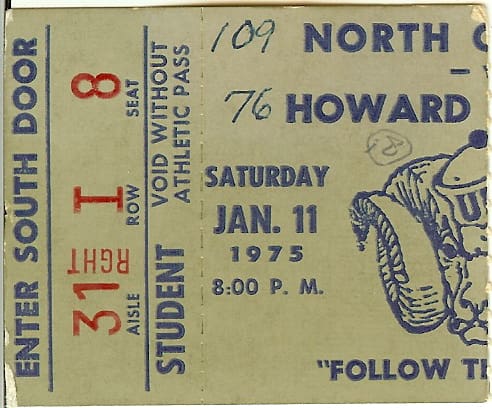 ENTER SOUTH DOOR
31 RGHT I 8
AISLE ROW SEAT
STUDENT VOID WITHOUT
ATHLETIC PASS
109 NORTH
76 HOWARD
SATURDAY
JAN. 11
1975
8:00 P. M.
"FOLLOW